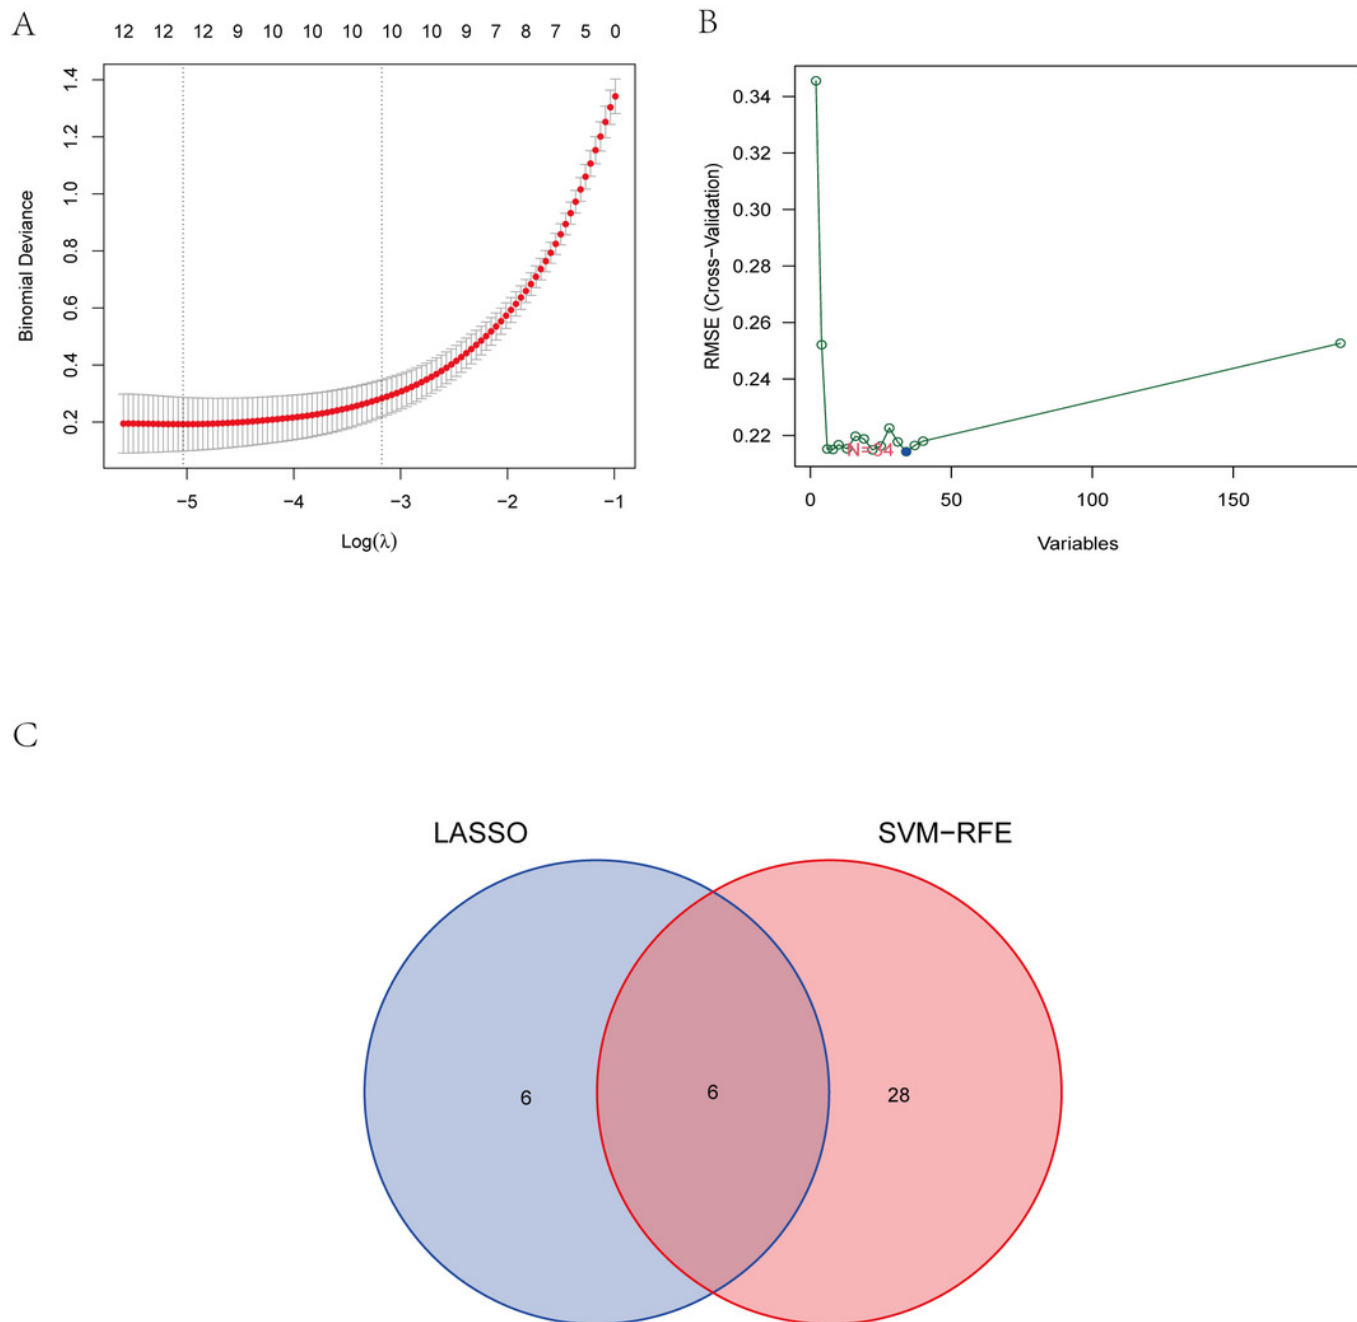 A
12 12 12 9 10 10 10 10 10 9 7 8 7 5 0
1.4
1.2
1.0
0.8
0.6
0.4
0.2
Binomial Deviance
−5 −4 −3 −2 −1
Log(λ)
B
0.34
0.32
0.30
0.28
0.26
0.24
0.22
RMSE (Cross−Validation)
N=34
0 50 100 150
Variables
C
LASSO SVM−RFE
6 6 28